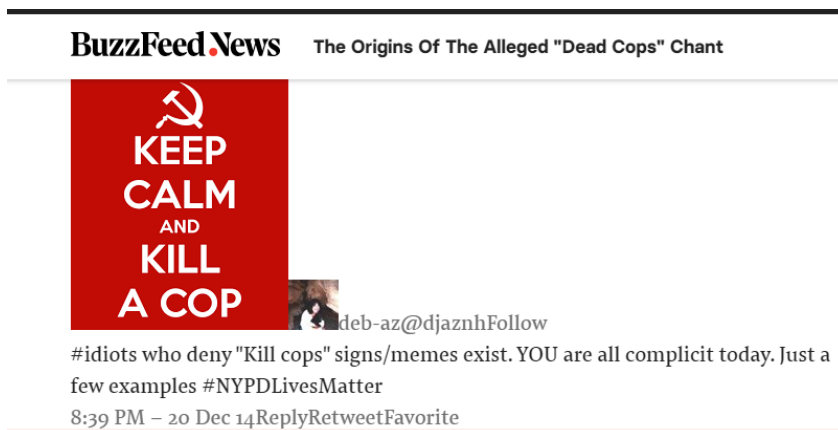 BuzzFeed News The Origins Of The Alleged "Dead Cops" Chant
KEEP
CALM
AND
KILL
A COP
deb-az@djaznhFollow
#idiots who deny "Kill cops" signs/memes exist. YOU are all complicit today. Just a
few examples #NYPDLivesMatter
8:39 PM – 20 Dec 14ReplyRetweetFavorite